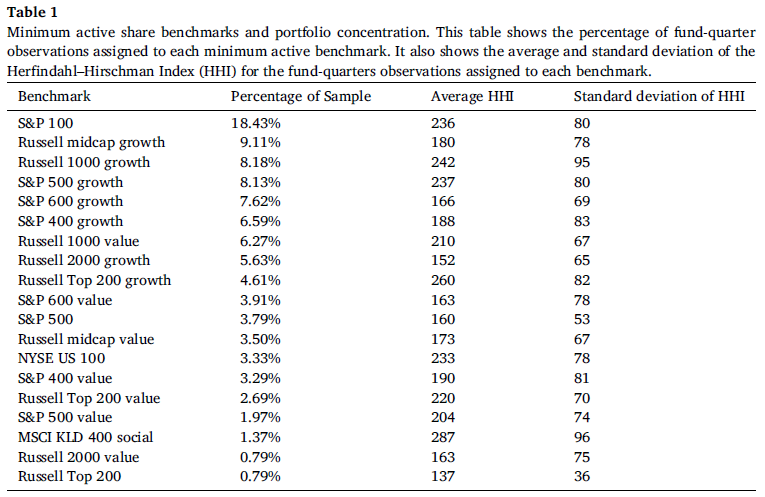 Table 1
Minimum active share benchmarks and portfolio concentration. This table shows the percentage of fund-quarter
observations assigned to each minimum active benchmark. It also shows the average and standard deviation of the
Herfindahl–Hirschman Index (HHI) for the fund-quarters observations assigned to each benchmark.
Benchmark Percentage of Sample Average HHI Standard deviation of HHI
S&P 100 18.43% 236 80
Russell midcap growth 9.11% 180 78
Russell 1000 growth 8.18% 242 95
S&P 500 growth 8.13% 237 80
S&P 600 growth 7.62% 166 69
S&P 400 growth 6.59% 188 83
Russell 1000 value 6.27% 210 67
Russell 2000 growth 5.63% 152 65
Russell Top 200 growth 4.61% 260 82
S&P 600 value 3.91% 163 78
S&P 500 3.79% 160 53
Russell midcap value 3.50% 173 67
NYSE US 100 3.33% 233 78
S&P 400 value 3.29% 190 81
Russell Top 200 value 2.69% 220 70
S&P 500 value 1.97% 204 74
MSCI KLD 400 social 1.37% 287 96
Russell 2000 value 0.79% 163 75
Russell Top 200 0.79% 137 36